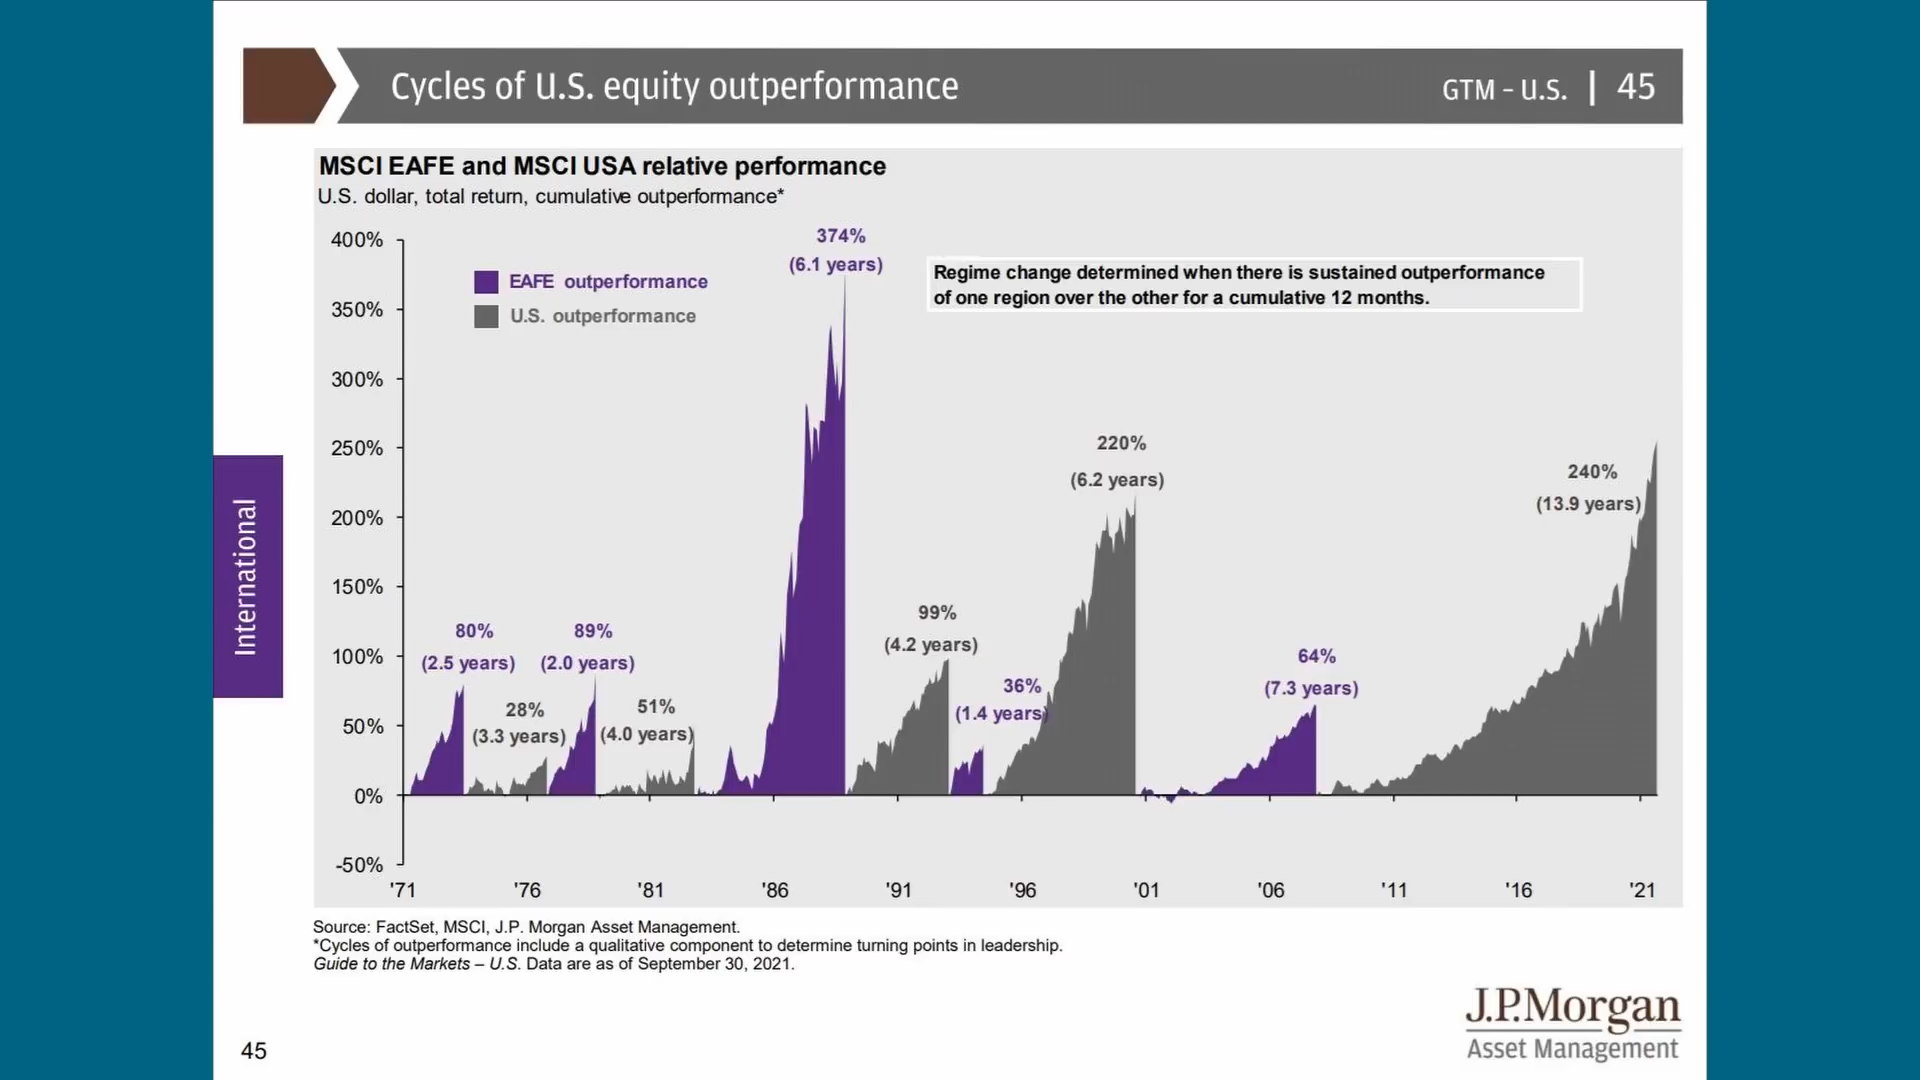 Cycles of U.S. equity outperformance
GTM – U.S. | 45
MSCI EAFE and MSCI USA relative performance
U.S. dollar, total return, cumulative outperformance*
400%
350%
300%
250%
200%
150%
100%
50%
0%
-50%
EAFE outperformance
U.S. outperformance
Regime change determined when there is sustained outperformance
of one region over the other for a cumulative 12 months.
80%
(2.5 years)
28%
(3.3 years)
89%
(2.0 years)
51%
(4.0 years)
374%
(6.1 years)
99%
(4.2 years)
36%
(1.4 years)
220%
(6.2 years)
64%
(7.3 years)
240%
(13.9 years)
'71 '76 '81 '86 '91 '96 '01 '06 '11 '16 '21
International
Source: FactSet, MSCI, J.P. Morgan Asset Management.
*Cycles of outperformance include a qualitative component to determine turning points in leadership.
Guide to the Markets – U.S. Data are as of September 30, 2021.
45
J.P.Morgan
Asset Management